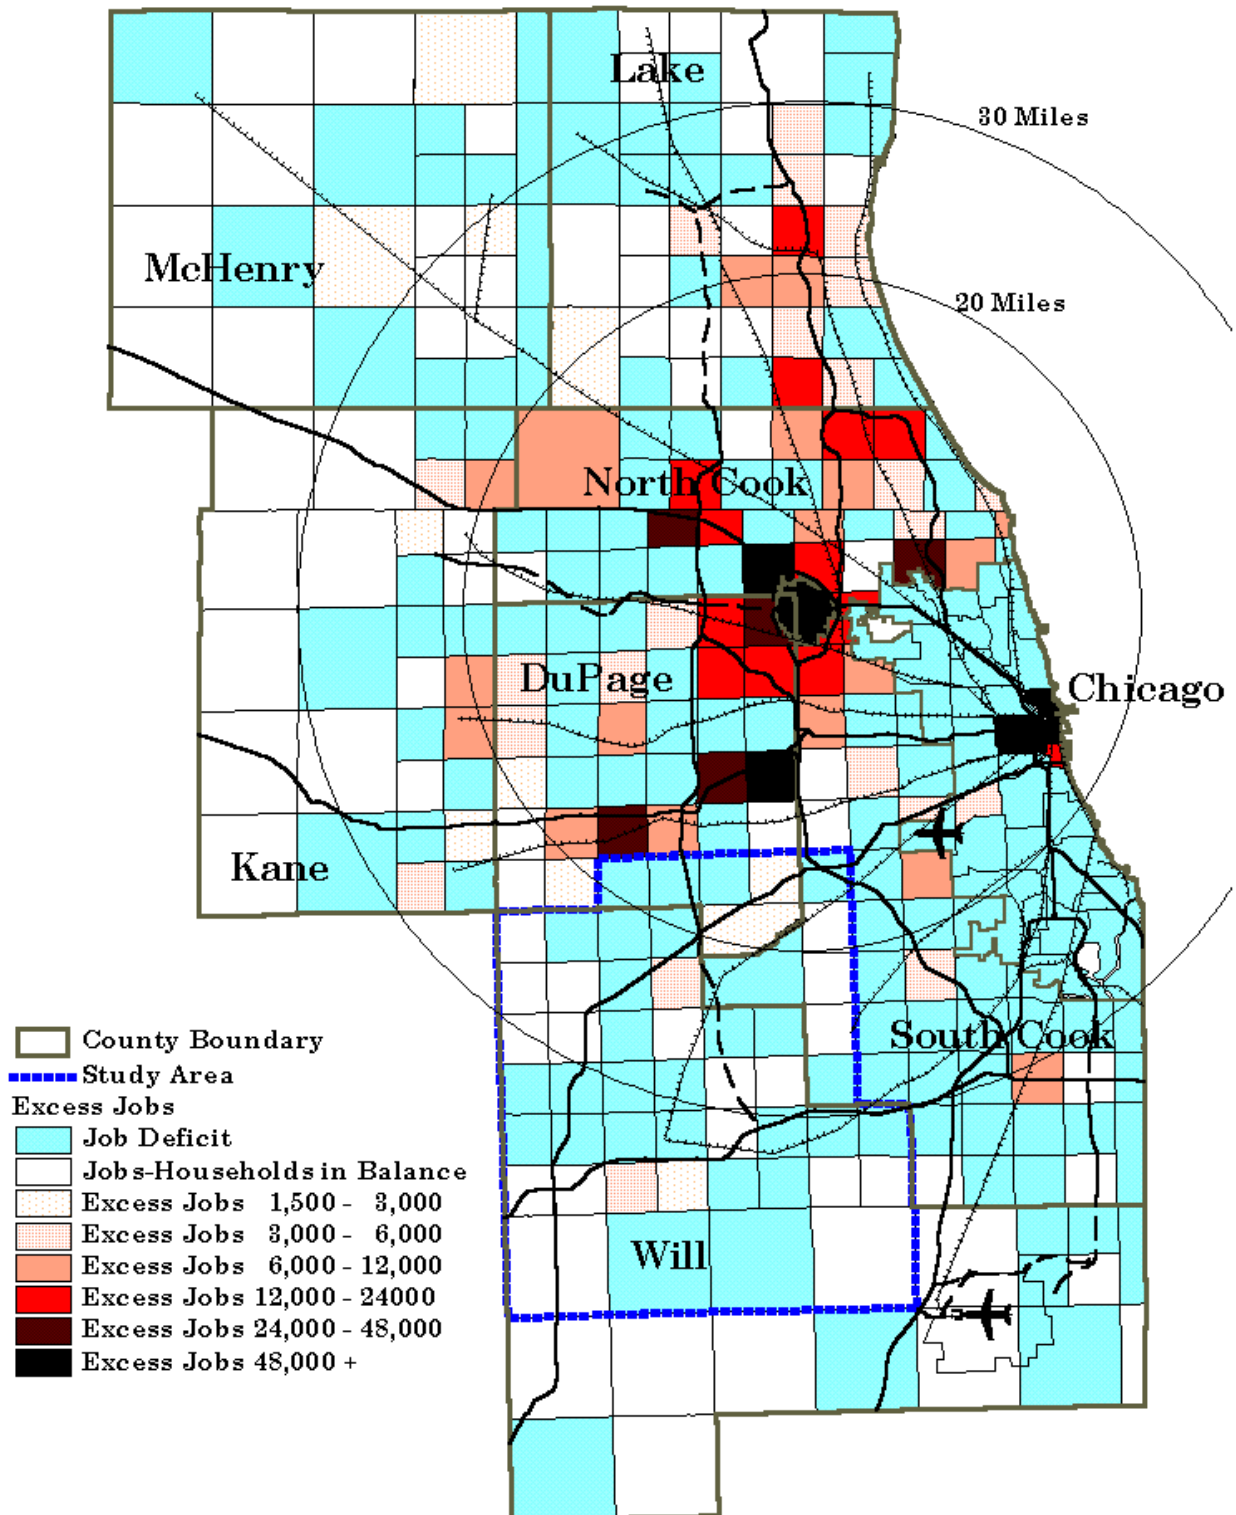 Lake
30 Miles
McHenry
20 Miles
North Cook
DuPage
Chicago
Kane
South Cook
Will
County Boundary
Study Area
Excess Jobs
Job Deficit
Jobs-Households in Balance
Excess Jobs 1,500 - 3,000
Excess Jobs 3,000 - 6,000
Excess Jobs 6,000 - 12,000
Excess Jobs 12,000 - 24000
Excess Jobs 24,000 - 48,000
Excess Jobs 48,000 +